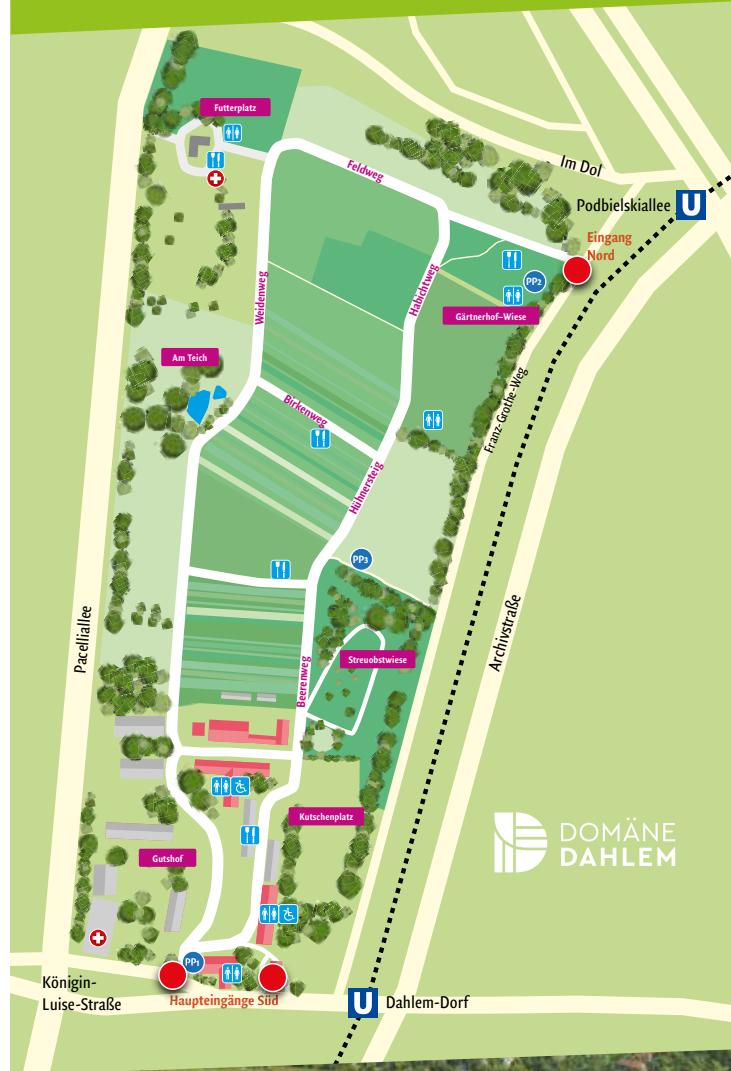 Futterplatz
Feldweg
Im Dol
Podbielskiallee
U
Eingang
Nord
PP2
Habichtweg
Weidenweg
Gärtnerhof–Wiese
Am Teich
Birkenweg
Franz-Grothe-Weg
Hühnersteig
PP3
Archivstraße
Pacelliallee
Streuobstwiese
Beerenweg
Kutschenplatz
DOMÄNE
DAHLEM
Gutshof
PP1
Königin-
Luise-Straße
Haupteingänge Süd
U
Dahlem-Dorf